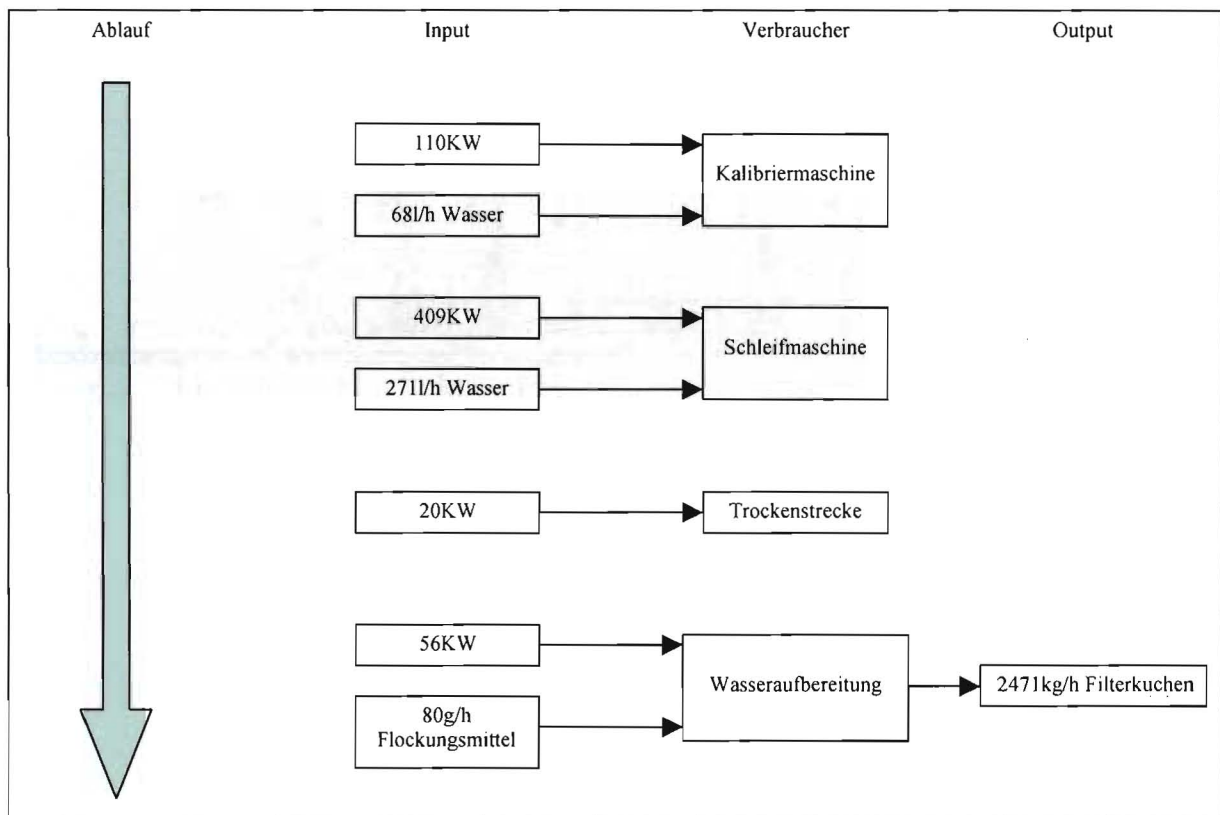 Ablauf Input Verbraucher Output
110KW
Kalibriermaschine
68l/h Wasser
409KW
Schleifmaschine
271l/h Wasser
20KW Trockenstrecke
56KW
Wasseraufbereitung 2471kg/h Filterkuchen
80g/h
Flockungsmittel